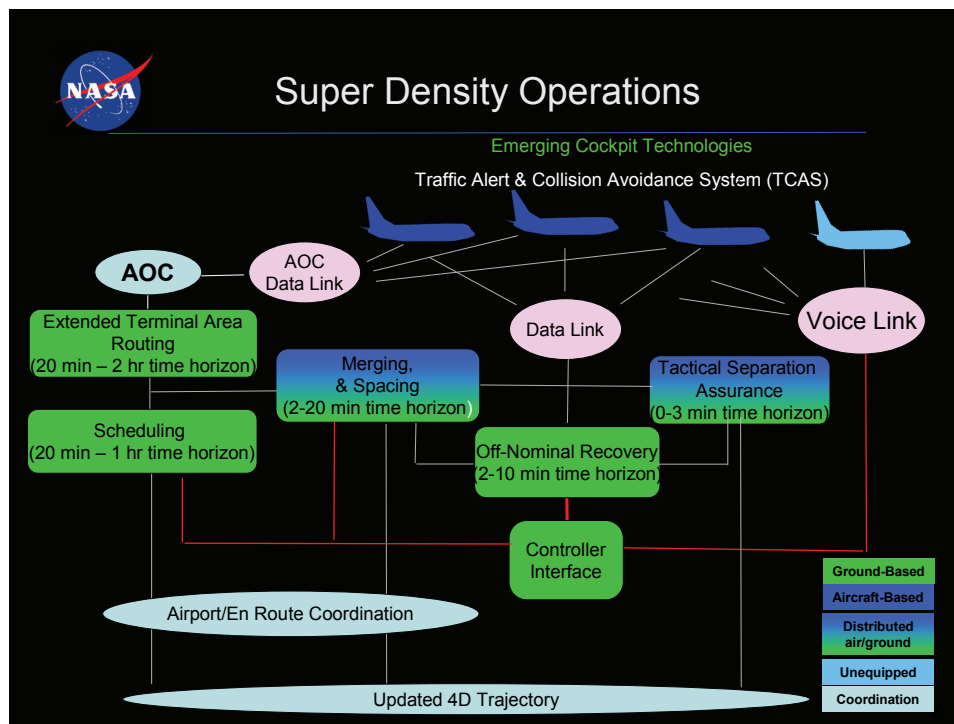 NASA
Super Density Operations
Emerging Cockpit Technologies
Traffic Alert & Collision Avoidance System (TCAS)
AOC
AOC
Data Link
Extended Terminal Area
Routing
(20 min – 2 hr time horizon)
Data Link
Voice Link
Merging,
& Spacing
(2-20 min time horizon)
Tactical Separation
Assurance
(0-3 min time horizon)
Scheduling
(20 min – 1 hr time horizon)
Off-Nominal Recovery
(2-10 min time horizon)
Controller
Interface
Airport/En Route Coordination
Updated 4D Trajectory
Ground-Based
Aircraft-Based
Distributed
air/ground
Unequipped
Coordination